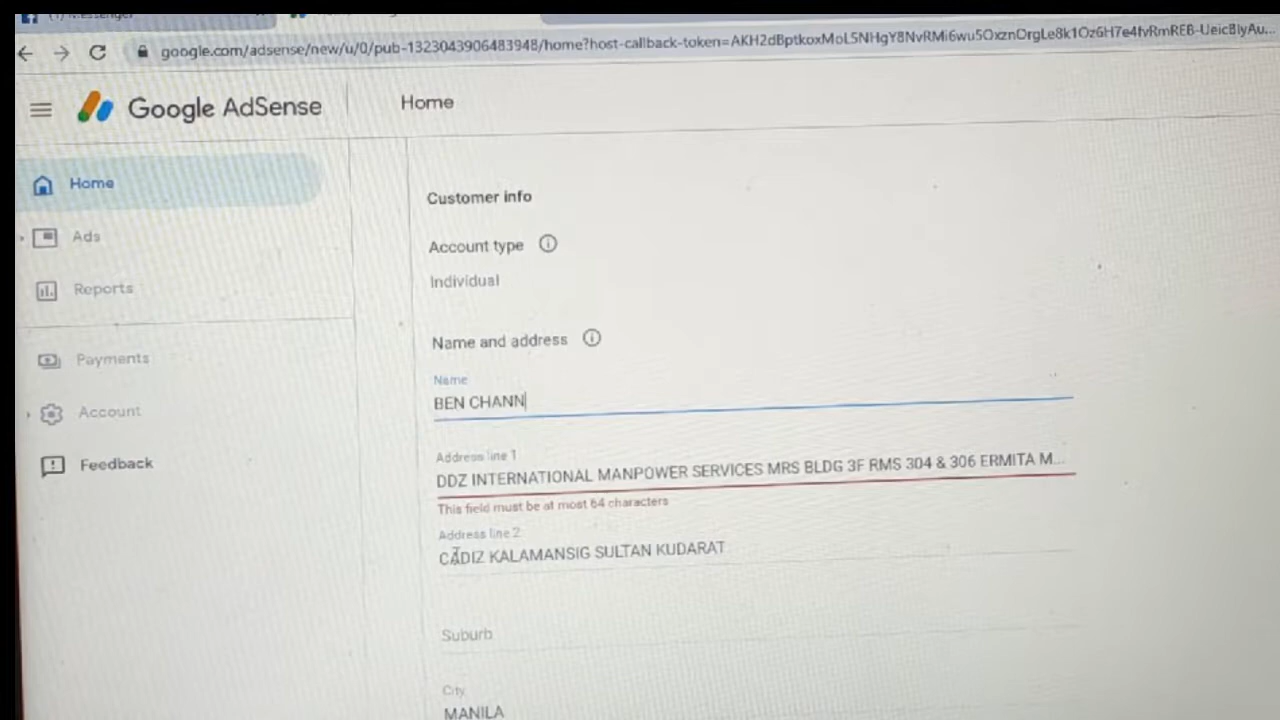 Messenger
google.com/adsense/new/u/0/pub-1323043906483948/home?host-callback-token=AKH2dBptkoxMoL5NHgY8NvRMi6wu5OxznOrgLe8k1Oz6H7e4fvRmREB-UeicBlyAu...
Google AdSense
Home
Home
Ads
Reports
Payments
Account
Feedback
Customer info
Account type
Individual
Name and address
Name
BEN CHANN
Address line 1
DDZ INTERNATIONAL MANPOWER SERVICES MRS BLDG 3F RMS 304 & 306 ERMITA M...
This field must be at most 64 characters
Address line 2
CADIZ KALAMANSIG SULTAN KUDARAT
Suburb
City
MANILA